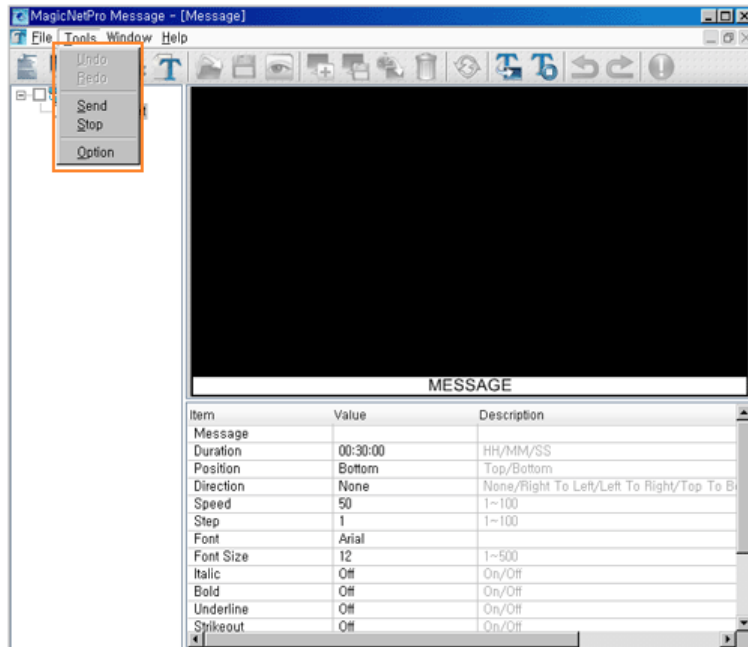 MagicNetPro Message - [Message]
File Tools Window Help
Undo
Redo
Send
Stop
Option
MESSAGE
Item Value Description
Message
Duration 00:30:00 HH/MM/SS
Position Bottom Top/Bottom
Direction None None/Right To Left/Left To Right/Top To
Speed 50 1~100
Step 1 1~100
Font Arial
Font Size 12 1~500
Italic Off On/Off
Bold Off On/Off
Underline Off On/Off
Strikeout Off On/Off